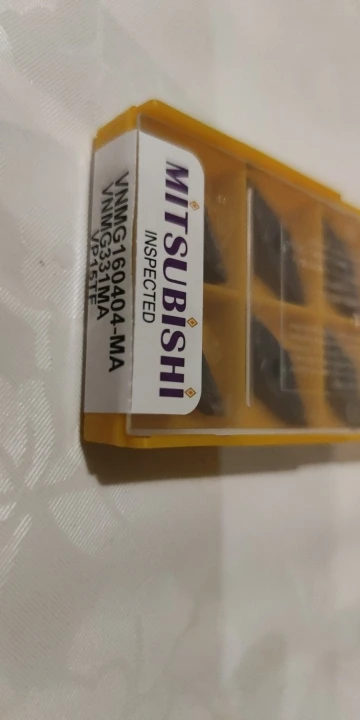 MITSUBISHI
INSPECTED
VNMG160404-MA
VNMG331MA
VP15TF